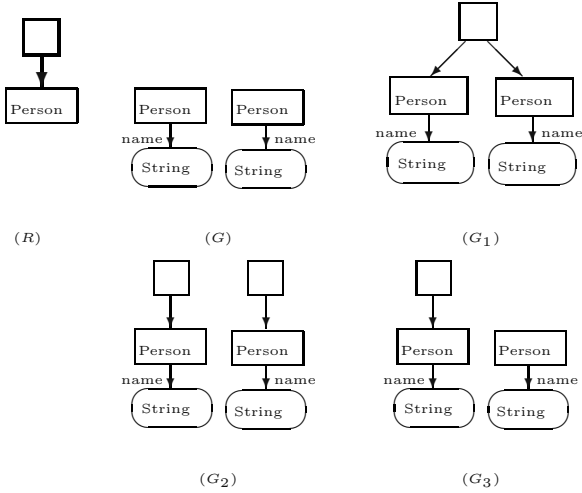 Person
Person
Person
name
name
String
String
Person
Person
name
name
String
String
(R)
(G)
(G1)
Person
Person
name
name
String
String
Person
Person
name
name
String
String
(G2)
(G3)